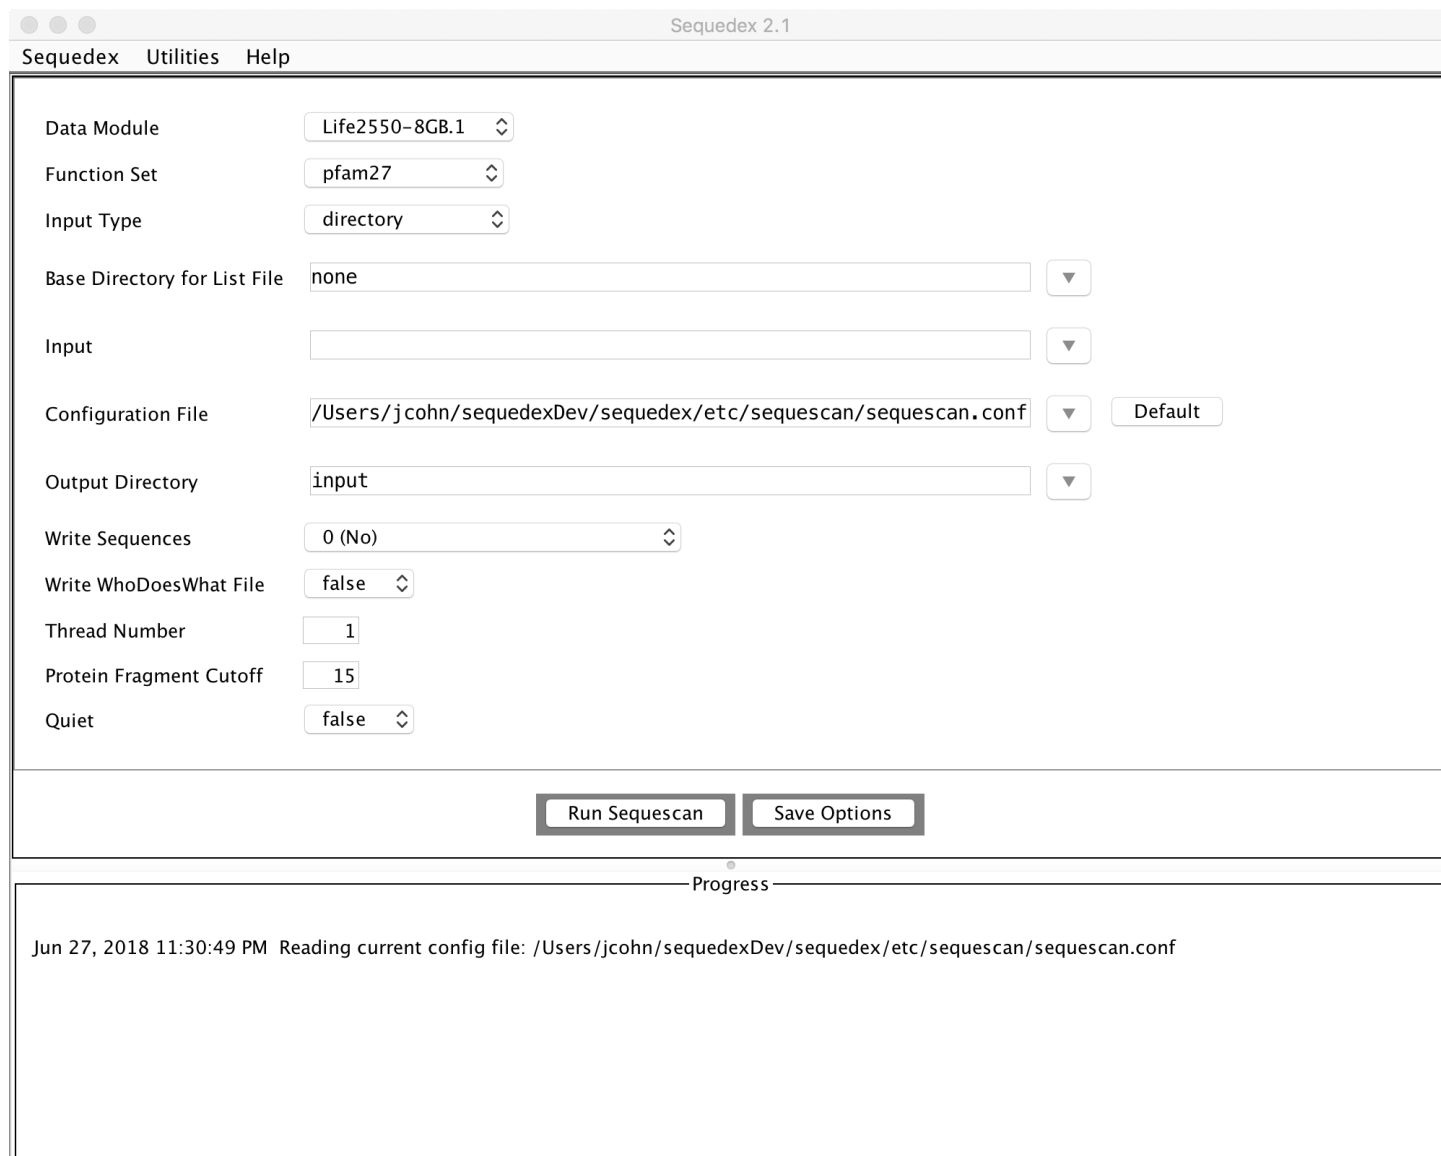 Sequedex 2.1
Sequedex Utilities Help
Data Module Life2550-8GB.1
Function Set pfam27
Input Type directory
Base Directory for List File none
Input
Configuration File /Users/jcohn/sequedexDev/sequedex/etc/sequescan/sequescan.conf Default
Output Directory input
Write Sequences 0 (No)
Write WhoDoesWhat File false
Thread Number 1
Protein Fragment Cutoff 15
Quiet false
Run Sequescan Save Options
Progress
Jun 27, 2018 11:30:49 PM Reading current config file: /Users/jcohn/sequedexDev/sequedex/etc/sequescan/sequescan.conf